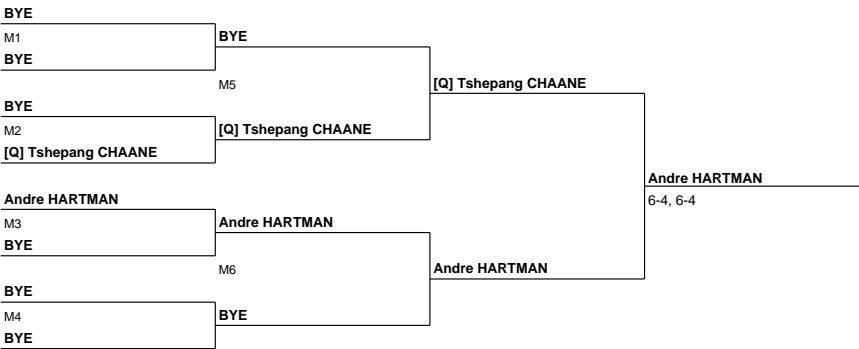 BYE
M1
BYE
BYE
M5
BYE
M2
[Q] Tshepang CHAANE
[Q] Tshepang CHAANE
[Q] Tshepang CHAANE
Andre HARTMAN
6-4, 6-4
Andre HARTMAN
M3
BYE
Andre HARTMAN
M6
BYE
M4
BYE
BYE
Andre HARTMAN